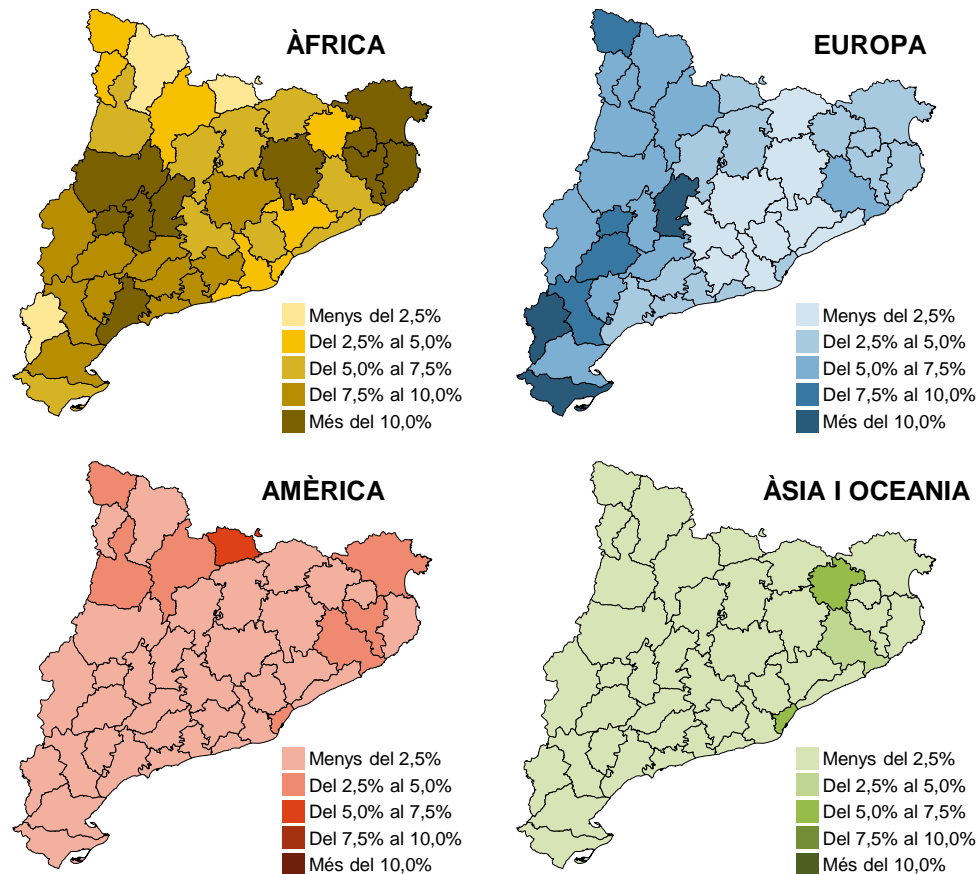 ÀFRICA
Menys del 2,5%
Del 2,5% al 5,0%
Del 5,0% al 7,5%
Del 7,5% al 10,0%
Més del 10,0%
EUROPA
Menys del 2,5%
Del 2,5% al 5,0%
Del 5,0% al 7,5%
Del 7,5% al 10,0%
Més del 10,0%
AMÈRICA
Menys del 2,5%
Del 2,5% al 5,0%
Del 5,0% al 7,5%
Del 7,5% al 10,0%
Més del 10,0%
ÀSIA I OCEANIA
Menys del 2,5%
Del 2,5% al 5,0%
Del 5,0% al 7,5%
Del 7,5% al 10,0%
Més del 10,0%